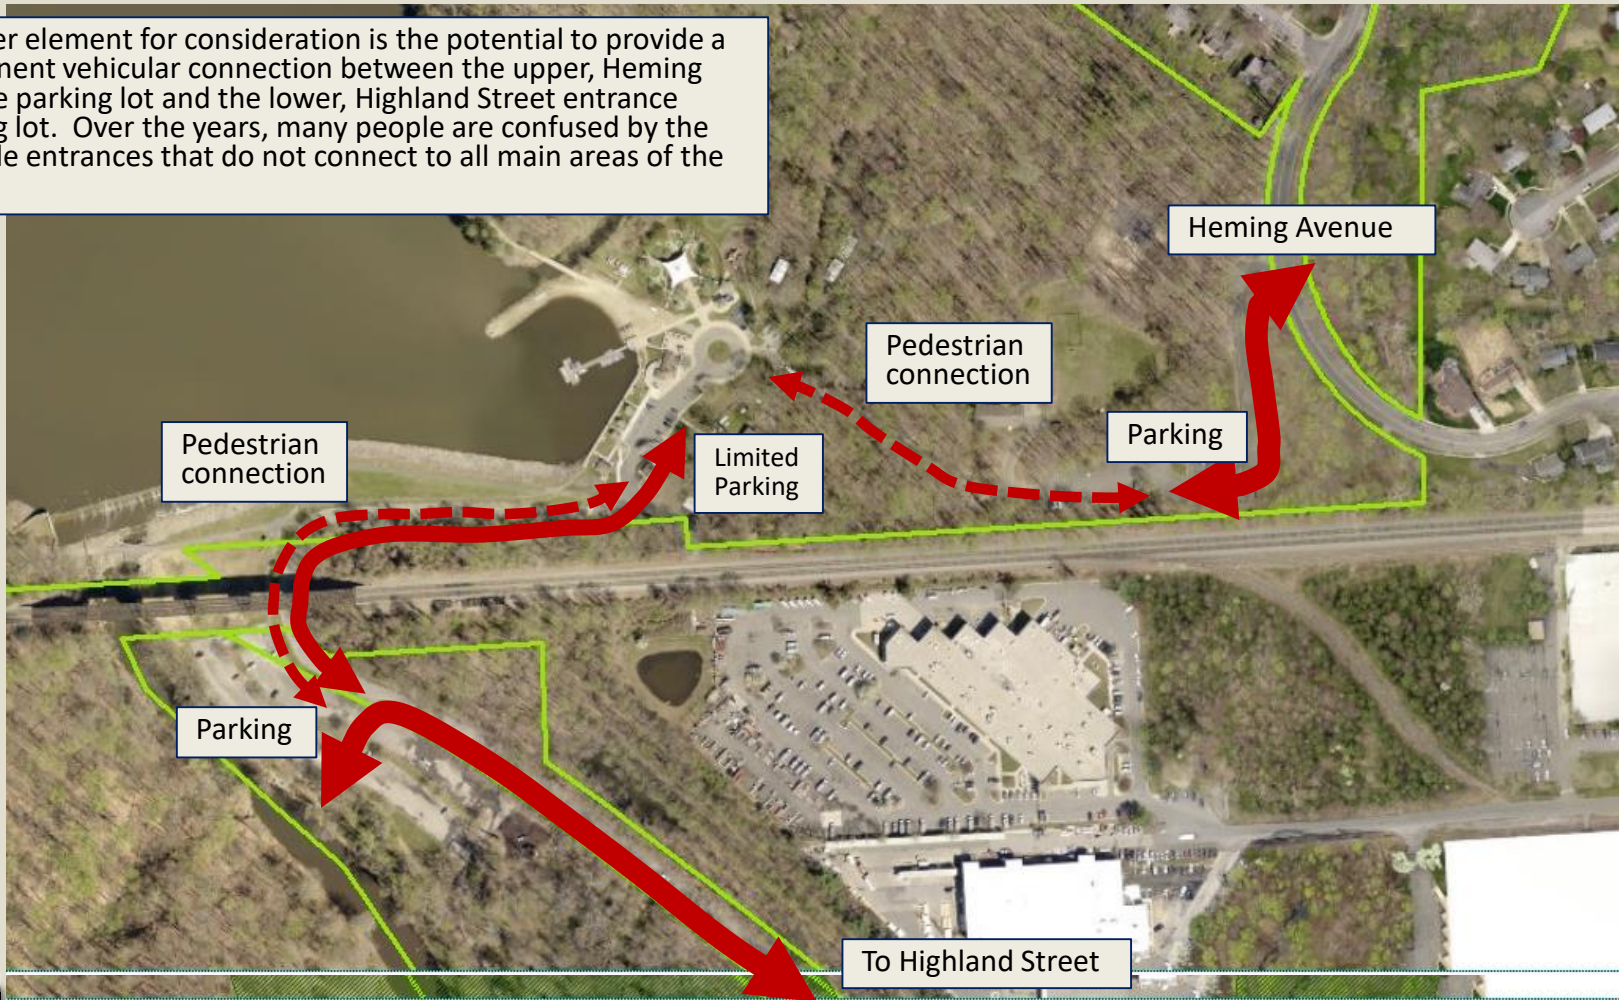 er element for consideration is the potential to provide a
nent vehicular connection between the upper, Heming
e parking lot and the lower, Highland Street entrance
g lot. Over the years, many people are confused by the
le entrances that do not connect to all main areas of the
Heming Avenue
Pedestrian
connection
Parking
Pedestrian
connection
Limited
Parking
Parking
To Highland Street